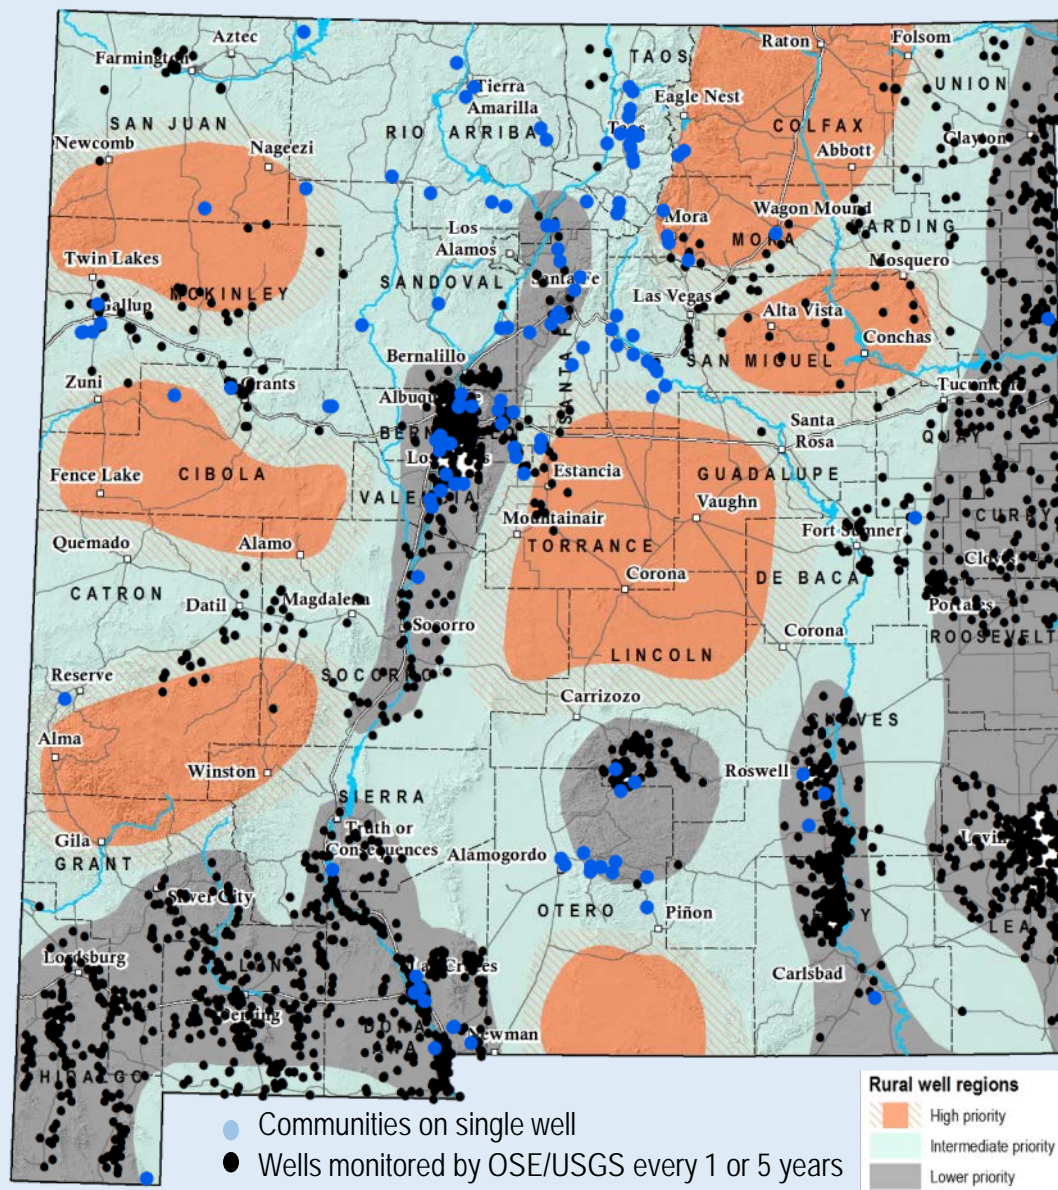 Aztec
Farmington
TAOS
Raton
Folsom
Tierra
Amarilla
Eagle Nest
UNION
SAN JUAN
RIO ARRIBA
Taos
COLFAX
Clayton
Newcomb
Nageezi
Abbott
Los
Alamos
Mora
Wagon Mound
MORA
HARDING
Twin Lakes
SANDOVAL
Santa Fe
Mosquero
MCKINLEY
Las Vegas
Gallup
Alta Vista
Bernalillo
SANTA F
SAN MIGUEL
Conchas
Zuni
Grants
Tucumcari
Albuquerque
Santa
Rosa
QUAY
Fence Lake
CIBOLA
Estancia
GUADALUPE
VALENCIA
Vaughn
Mountainair
CURRY
Quemado
Alamo
TORRANCE
Fort Sumner
Clovis
Corona
DE BACA
CATRON
Datil
Magdalena
Portales
Socorro
Corona
ROOSEVELT
LINCOLN
Reserve
SOCORRO
Carrizozo
CHAVES
Alma
Winston
Roswell
SIERRA
Truth or
Consequences
Gila
GRANT
Alamogordo
Silver City
OTERO
Piñon
EDDY
LEA
Lordsburg
LUNA
Las Cruces
Carlsbad
Deming
DONA
ANA
Newman
HIDALGO
Rural well regions
High priority
Intermediate priority
Lower priority
Communities on single well
Wells monitored by OSE/USGS every 1 or 5 years